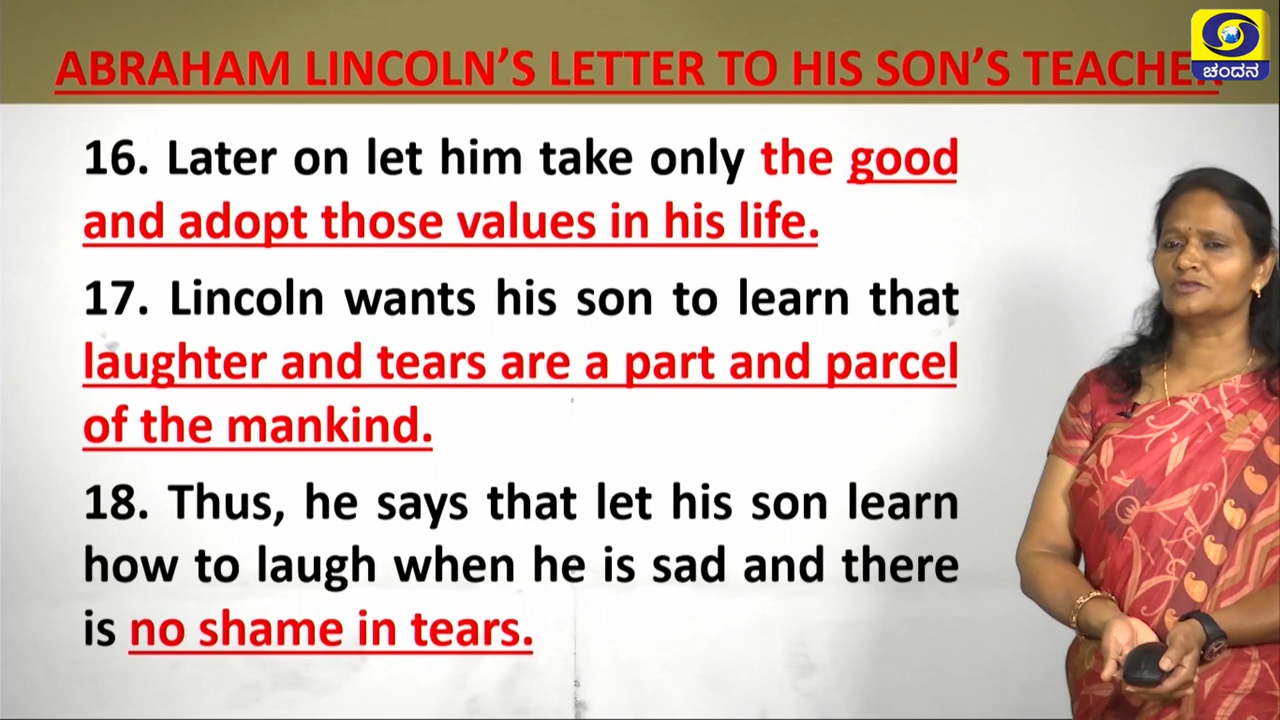 ABRAHAM LINCOLN’S LETTER TO HIS SON’S TEACHER
ಚಂದನ
16. Later on let him take only the good
and adopt those values in his life.
17. Lincoln wants his son to learn that
laughter and tears are a part and parcel
of the mankind.
18. Thus, he says that let his son learn
how to laugh when he is sad and there
is no shame in tears.